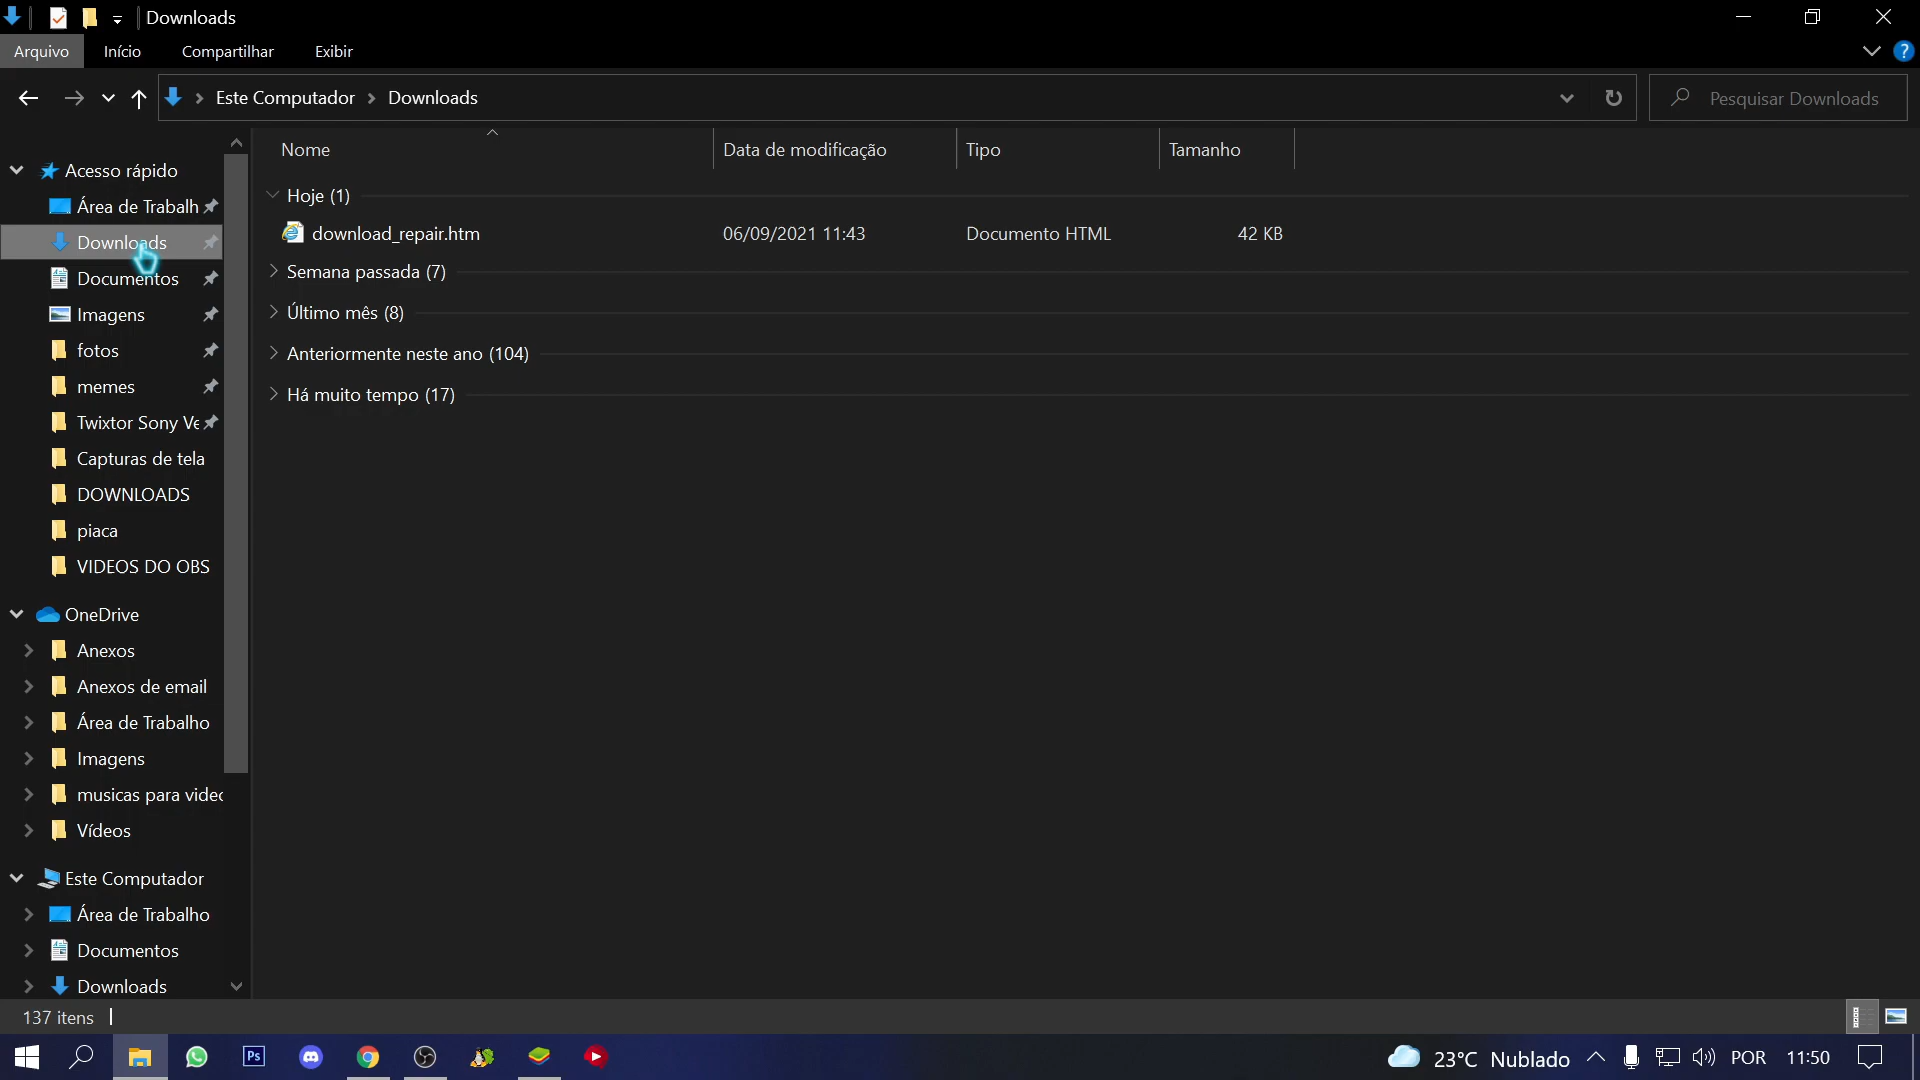 Downloads
Arquivo Início Compartilhar Exibir
Este Computador Downloads
Pesquisar Downloads
Nome Data de modificação Tipo Tamanho
Hoje (1)
download_repair.htm 06/09/2021 11:43 Documento HTML 42 KB
Semana passada (7)
Último mês (8)
Anteriormente neste ano (104)
Há muito tempo (17)
Acesso rápido
Área de Trabalh
Downloads
Documentos
Imagens
fotos
memes
Twixtor Sony Ve
Capturas de tela
DOWNLOADS
piaca
VIDEOS DO OBS
OneDrive
Anexos
Anexos de email
Área de Trabalho
Imagens
musicas para videc
Vídeos
Este Computador
Área de Trabalho
Documentos
Downloads
137 itens
Ps
23°C Nublado POR 11:50